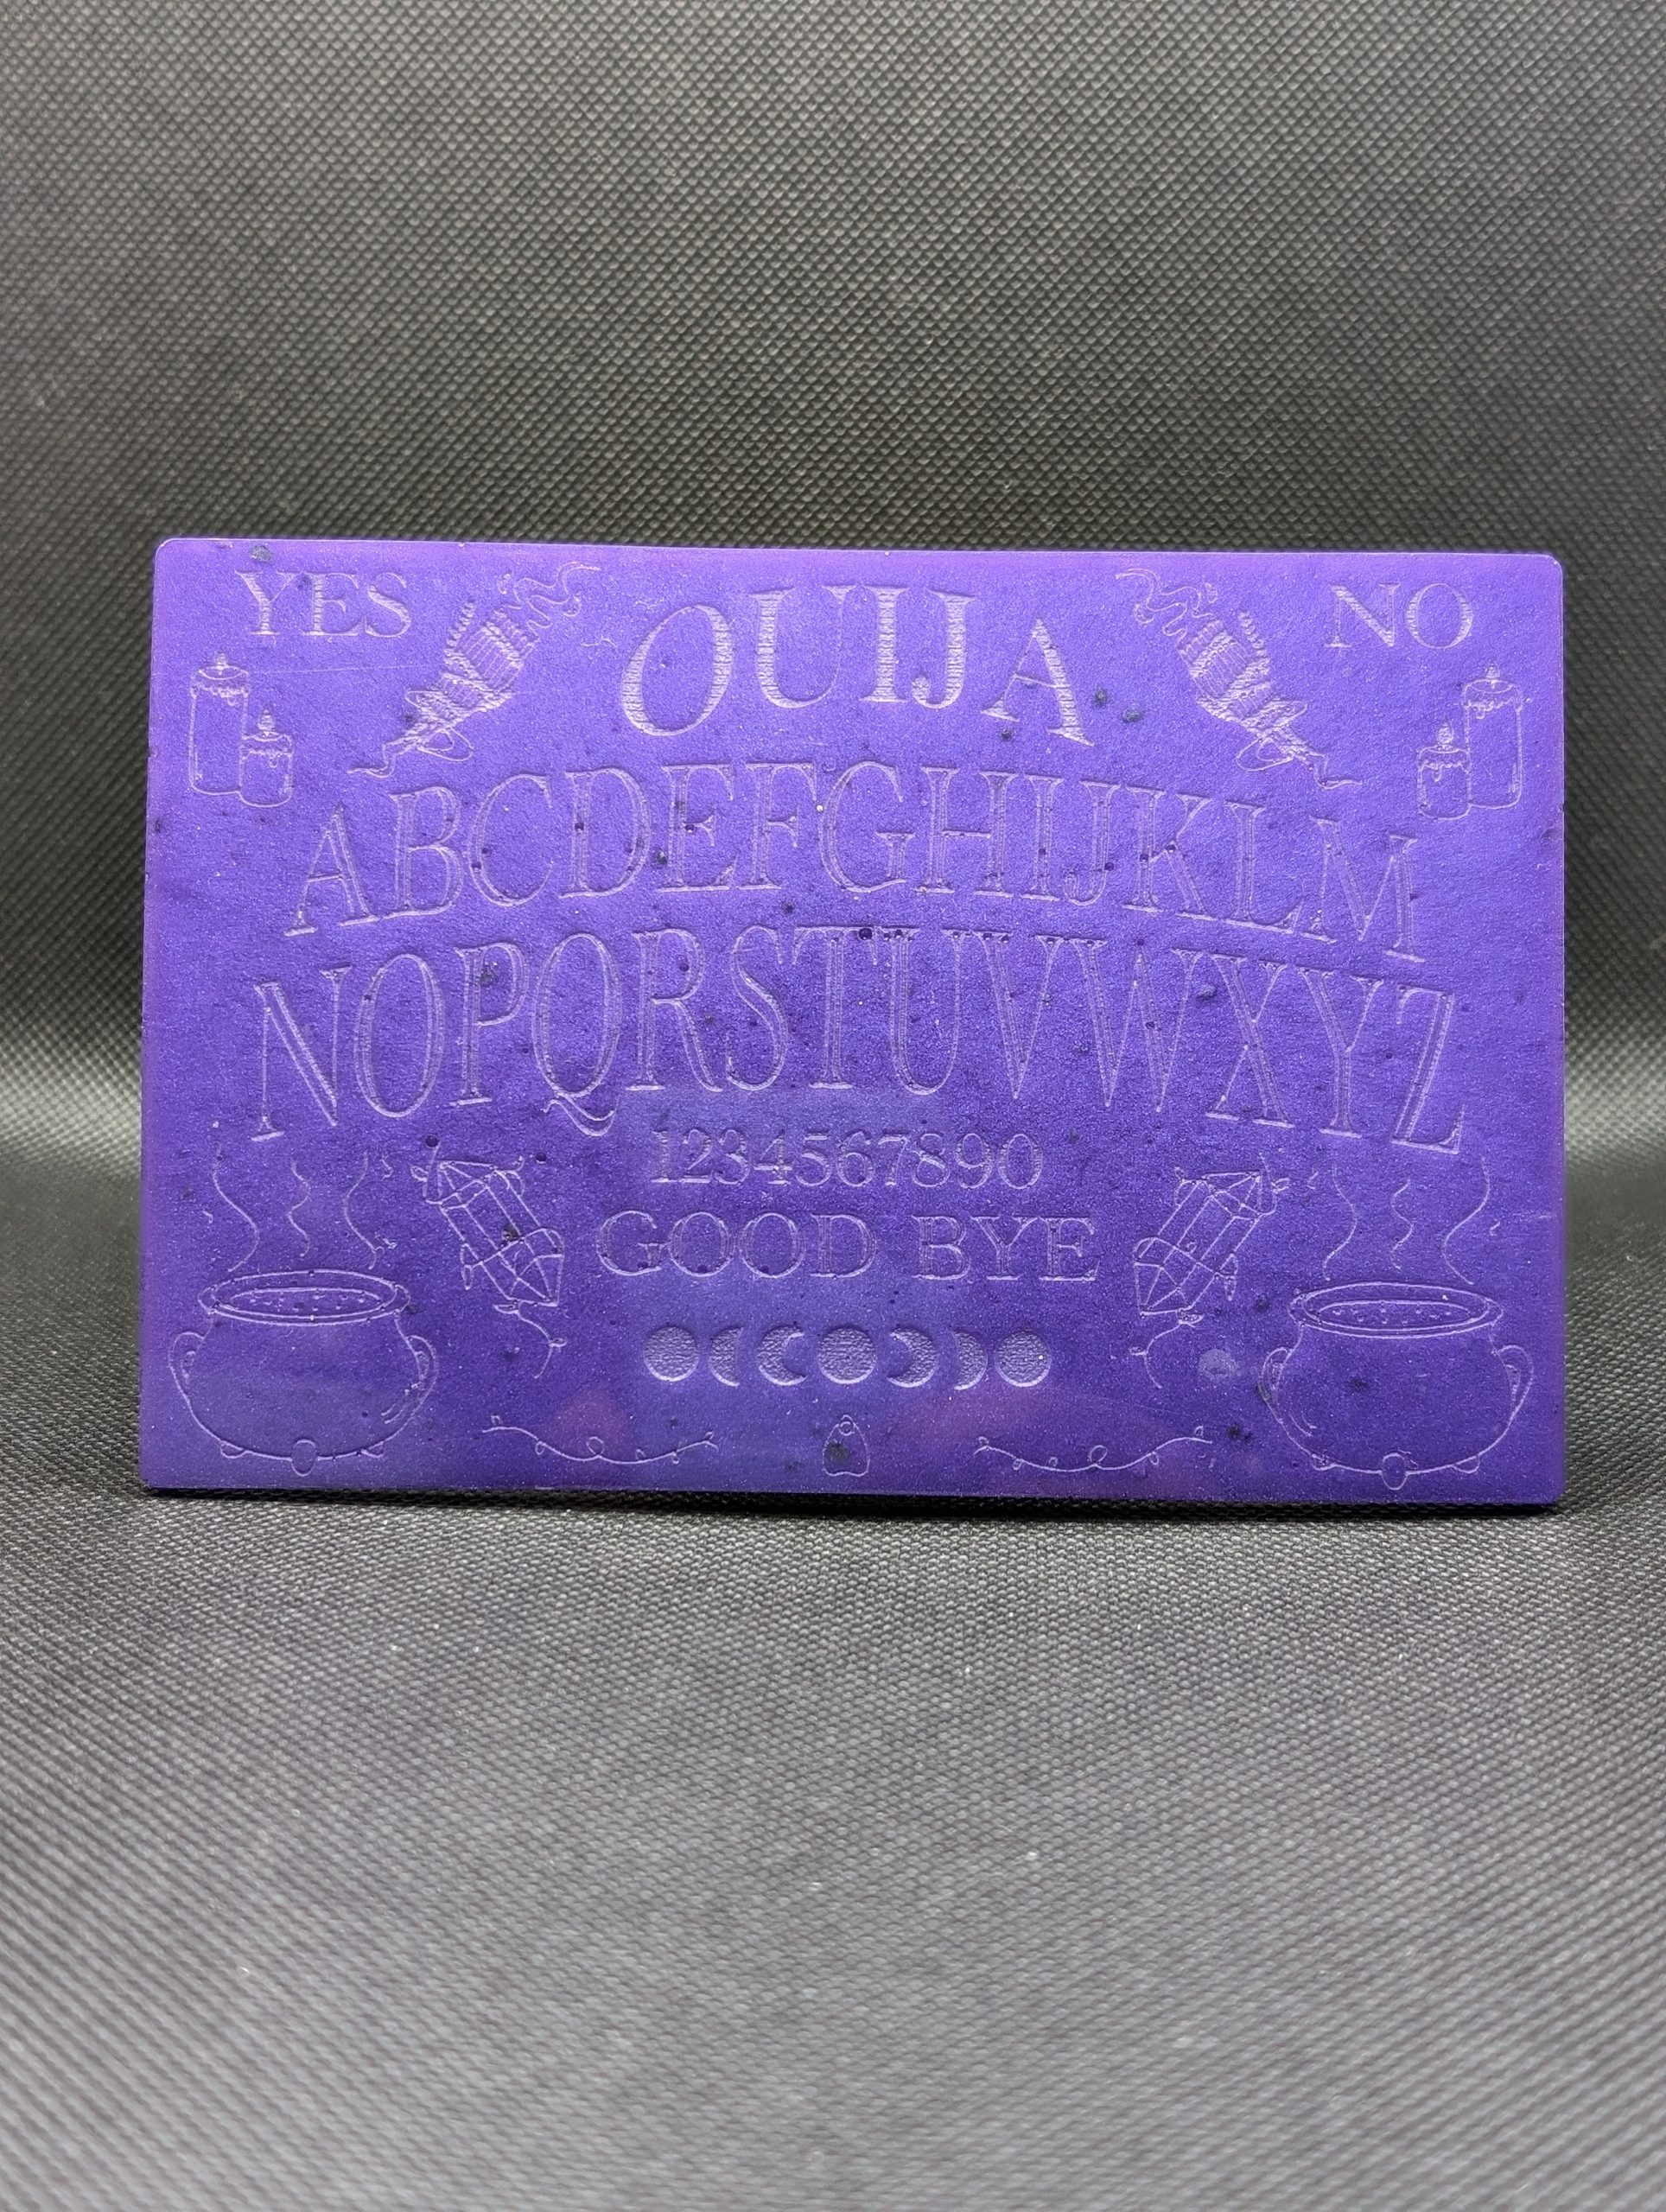 YES OUIJA NO
ABCDEFGHIJKLM
NOPQRSTUVWXYZ
1234567890
GOOD BYE